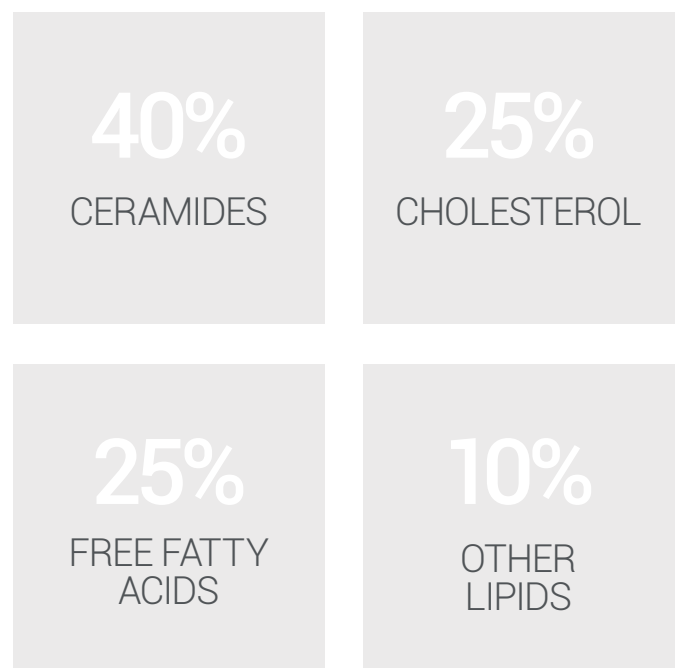 40%
CERAMIDES
25%
CHOLESTEROL
25%
FREE FATTY
ACIDS
10%
OTHER
LIPIDS